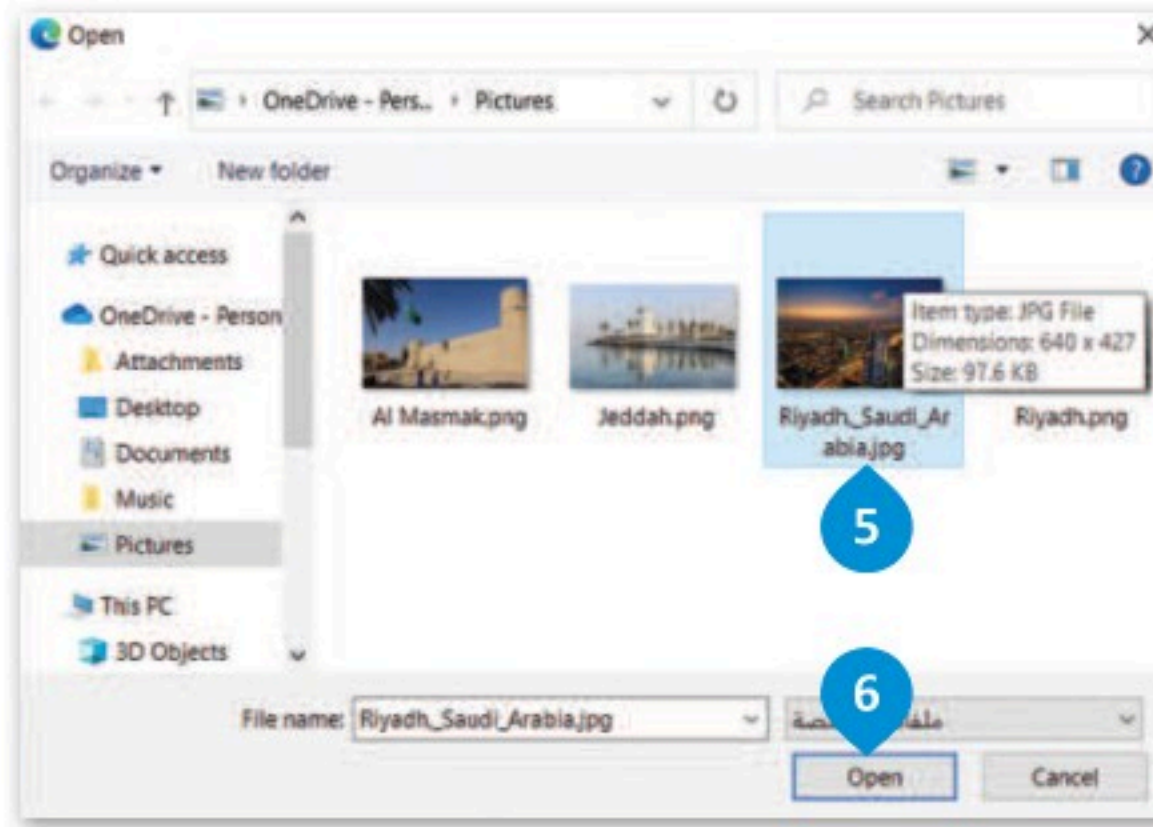 Open
OneDrive - Pers.. › Pictures
Search Pictures
Organize
New folder
Quick access
OneDrive - Person
Attachments
Desktop
Documents
Music
Pictures
This PC
3D Objects
Al Masmak.png
Jeddah.png
Riyadh_Saudi_Ar
abia.jpg
Riyadh.png
Item type: JPG File
Dimensions: 640 x 427
Size: 97.6 KB
5
6
File name: Riyadh_Saudi_Arabia.jpg
Open
Cancel